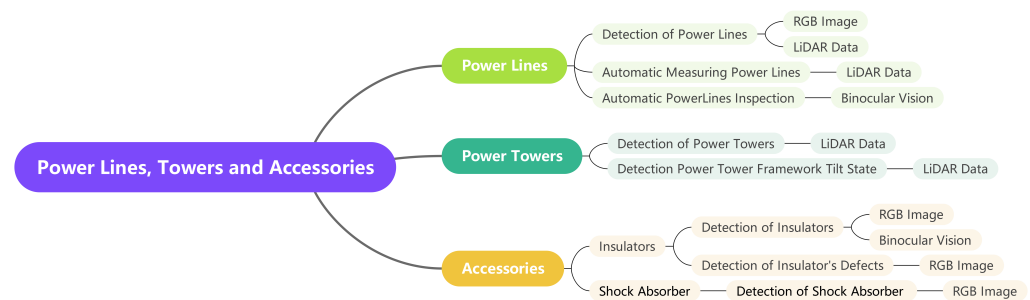 Power Lines, Towers and Accessories
Power Lines
Detection of Power Lines
RGB Image
LiDAR Data
Automatic Measuring Power Lines
LiDAR Data
Automatic PowerLines Inspection
Binocular Vision
Power Towers
Detection of Power Towers
LiDAR Data
Detection Power Tower Framework Tilt State
LiDAR Data
Accessories
Insulators
Detection of Insulators
RGB Image
Binocular Vision
Detection of Insulator's Defects
RGB Image
Shock Absorber
Detection of Shock Absorber
RGB Image